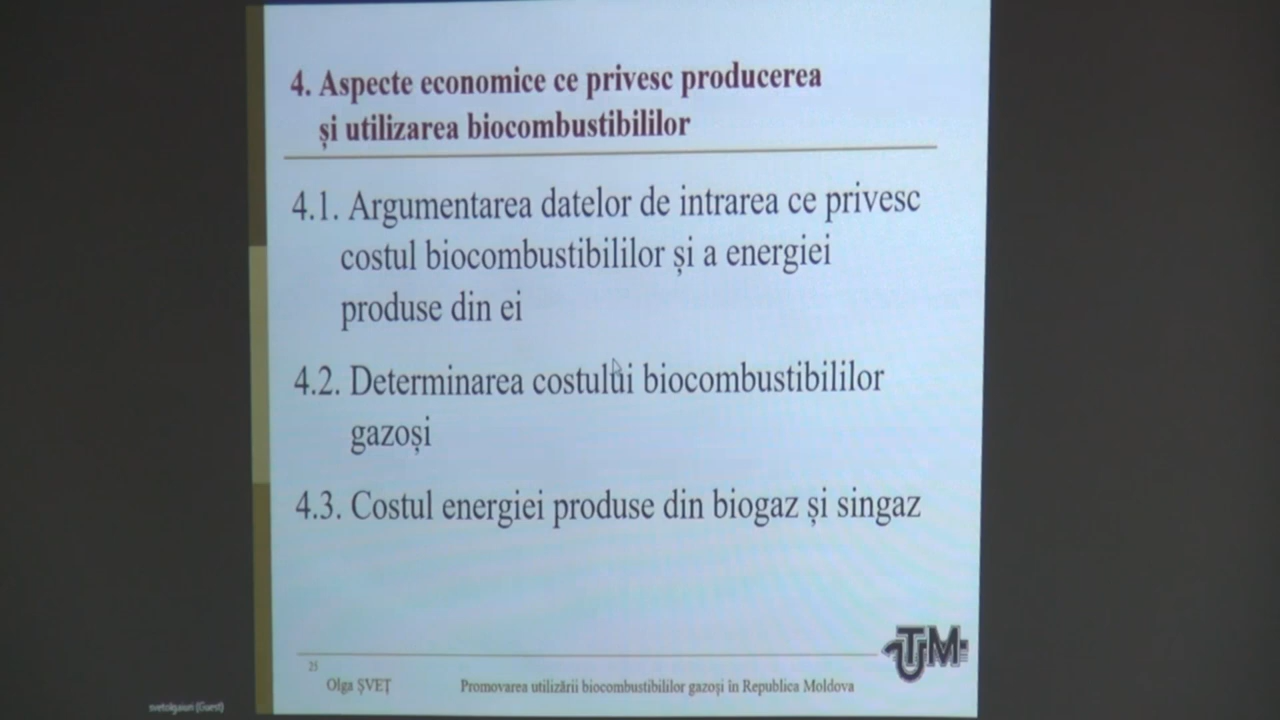 4. Aspecte economice ce privesc producerea
și utilizarea biocombustibililor
4.1. Argumentarea datelor de intrarea ce privesc
costul biocombustibililor și a energiei
produse din ei
4.2. Determinarea costului biocombustibililor
gazoși
4.3. Costul energiei produse din biogaz și singaz
UTM
25
Olga ȘVEȚ
Promovarea utilizării biocombustibililor gazoși în Republica Moldova
(Guest)